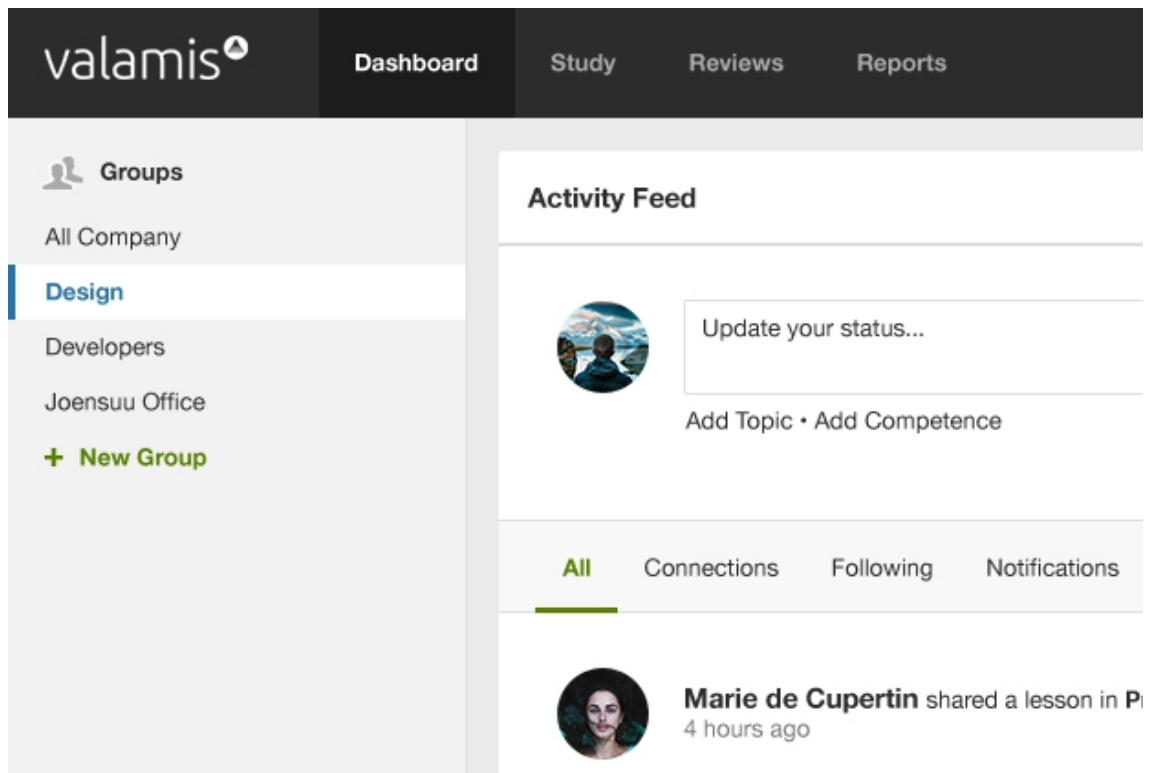 valamis
Dashboard
Study
Reviews
Reports
Groups
All Company
Design
Developers
Joensuu Office
+ New Group
Activity Feed
Update your status...
Add Topic • Add Competence
All
Connections
Following
Notifications
Marie de Cupertin shared a lesson in
4 hours ago